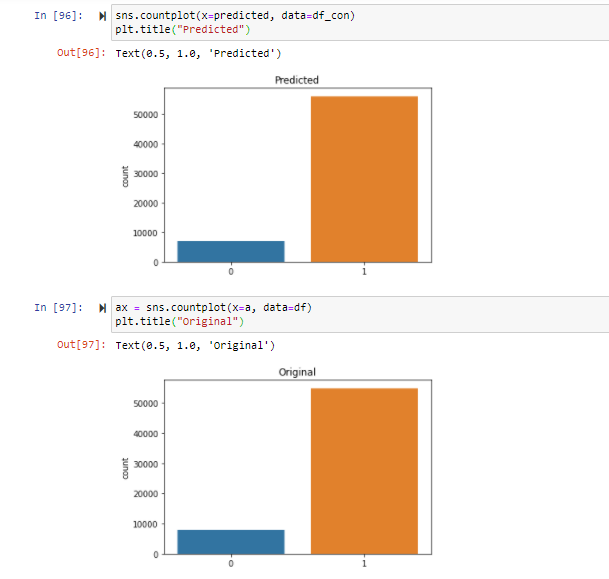 In [96]: sns.countplot(x=predicted, data=df_con)
plt.title("Predicted")
Out[96]: Text(0.5, 1.0, 'Predicted')
Predicted
50000
40000
30000
20000
10000
0
count
0 1
In [97]: ax = sns.countplot(x=a, data=df)
plt.title("Original")
Out[97]: Text(0.5, 1.0, 'Original')
Original
50000
40000
30000
20000
10000
0
count
0 1